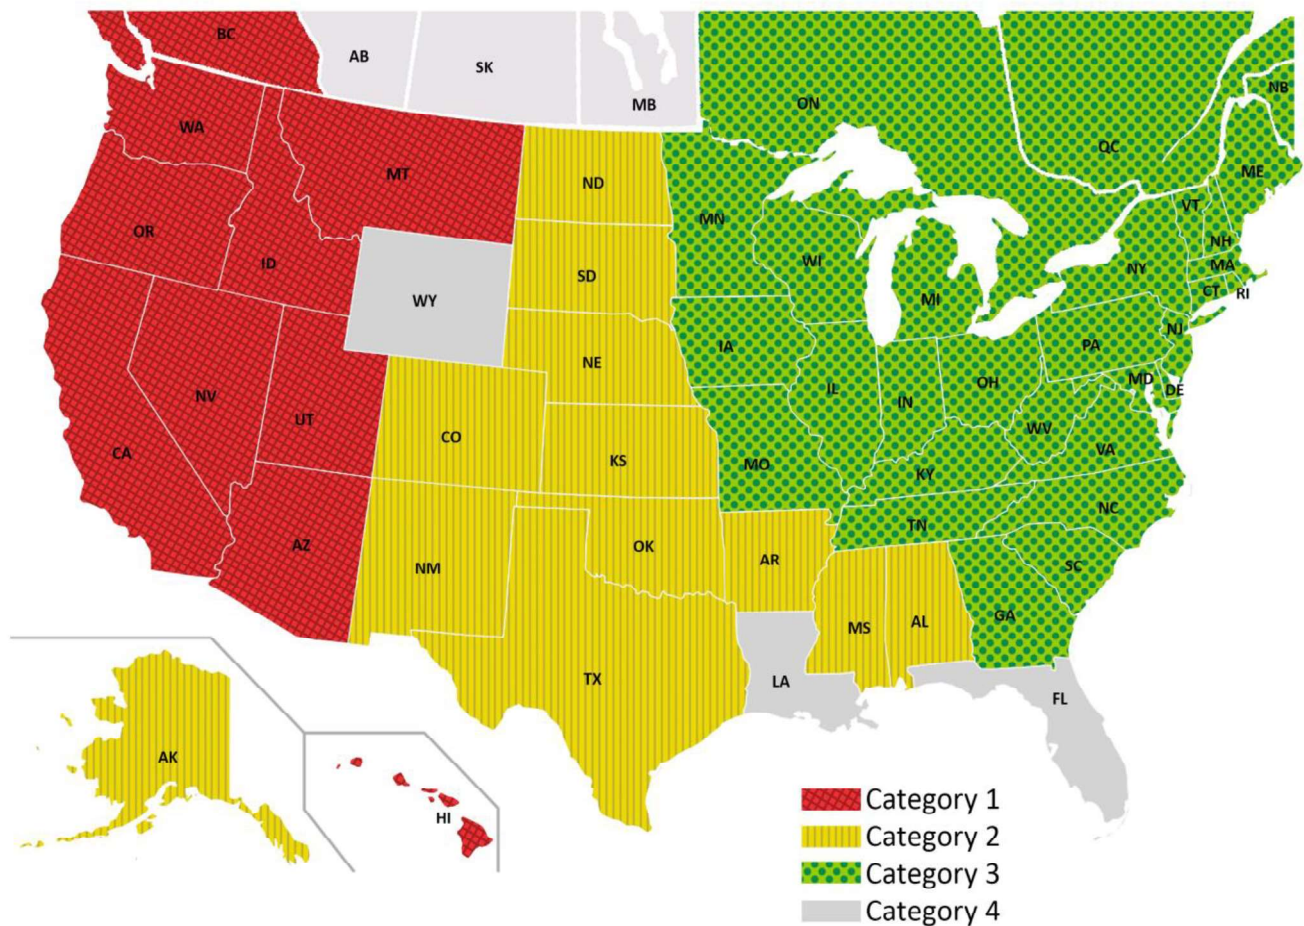 BC
AB
SK
MB
ON
QC
NB
WA
MT
ND
MN
ME
VT
OR
ID
SD
WI
NH
NY
MA
CT
RI
WY
MI
NE
IA
PA
NJ
NV
UT
CO
KS
IL
IN
OH
MD
DE
WV
VA
CA
MO
KY
NC
TN
AZ
NM
OK
AR
SC
MS
AL
GA
TX
LA
FL
AK
HI
Category 1
Category 2
Category 3
Category 4